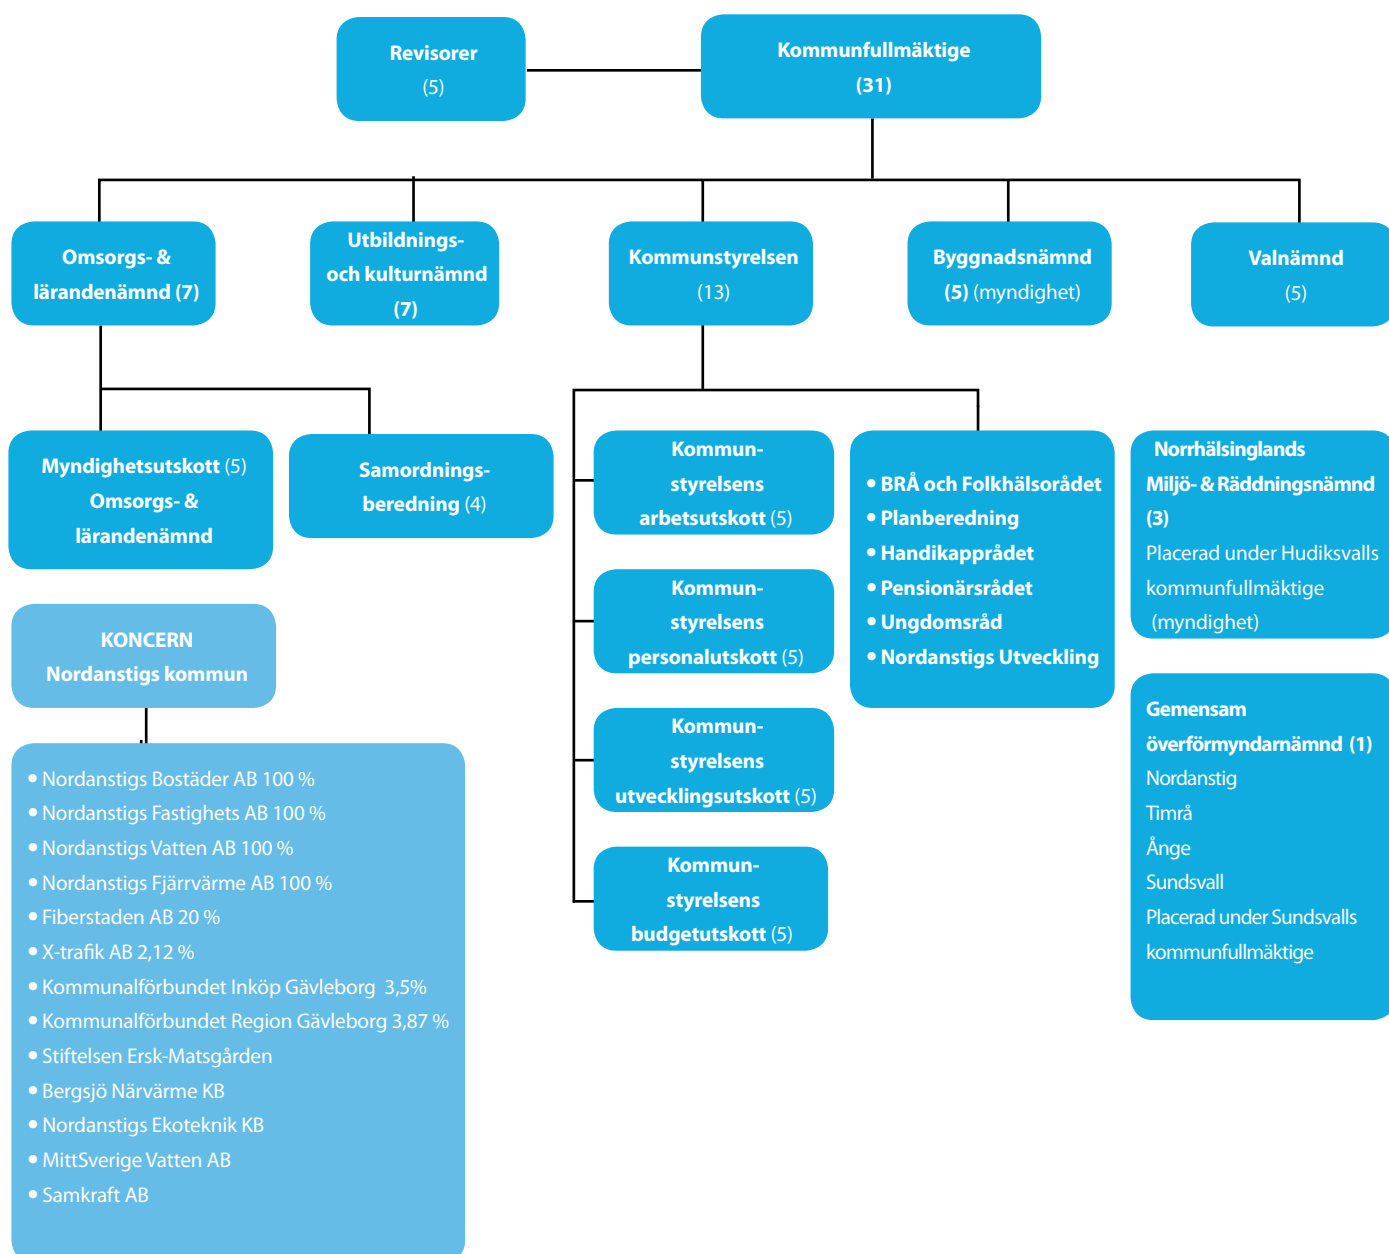 Revisorer
(5)
Kommunfullmäktige
(31)
Omsorgs- &
lärandenämnd (7)
Utbildnings-
och kulturnämnd
(7)
Kommunstyrelsen
(13)
Byggnadsnämnd
(5) (myndighet)
Valnämnd
(5)
Myndighetsutskott (5)
Omsorgs- &
lärandenämnd
Samordnings-
beredning (4)
Kommun-
styrelsens
arbetsutskott (5)
Kommun-
styrelsens
personalutskott (5)
Kommun-
styrelsens
utvecklingsutskott (5)
Kommun-
styrelsens
budgetutskott (5)
• BRÅ och Folkhälsorådet
• Planberedning
• Handikapprådet
• Pensionärsrådet
• Ungdomsråd
• Nordanstigs Utveckling
Norrhälsinglands
Miljö- & Räddningsnämnd
(3)
Placerad under Hudiksvalls
kommunfullmäktige
(myndighet)
Gemensam
överförmyndarnämnd (1)
Nordanstig
Timrå
Ånge
Sundsvall
Placerad under Sundsvalls
kommunfullmäktige
KONCERN
Nordanstigs kommun
• Nordanstigs Bostäder AB 100 %
• Nordanstigs Fastighets AB 100 %
• Nordanstigs Vatten AB 100 %
• Nordanstigs Fjärrvärme AB 100 %
• Fiberstaden AB 20 %
• X-trafik AB 2,12 %
• Kommunalförbundet Inköp Gävleborg 3,5%
• Kommunalförbundet Region Gävleborg 3,87 %
• Stiftelsen Ersk-Matsgården
• Bergsjö Närvärme KB
• Nordanstigs Ekoteknik KB
• MittSverige Vatten AB
• Samkraft AB